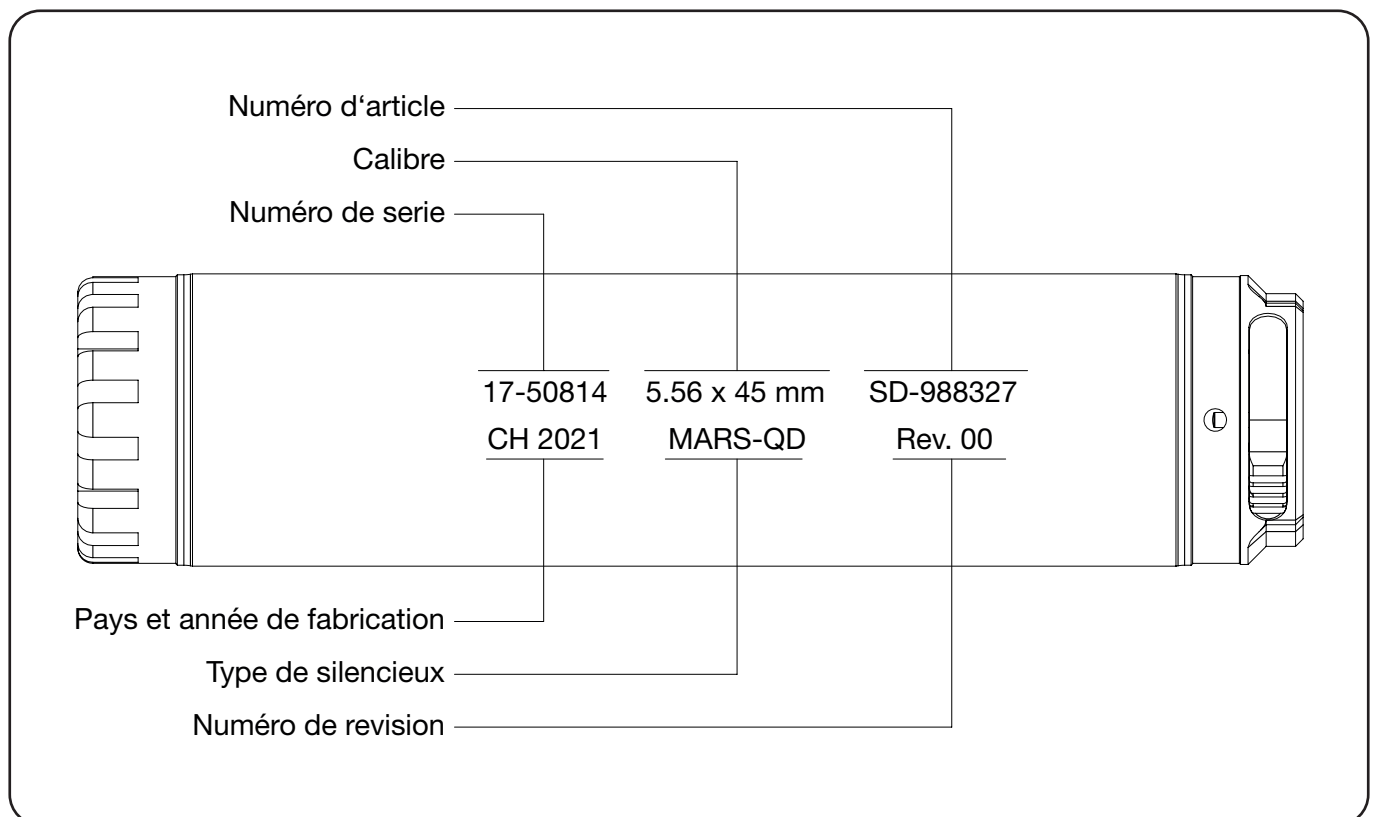 Numéro d‘article
Calibre
Numéro de serie
17-50814 5.56 x 45 mm SD-988327
CH 2021 MARS-QD Rev. 00
Pays et année de fabrication
Type de silencieux
Numéro de revision